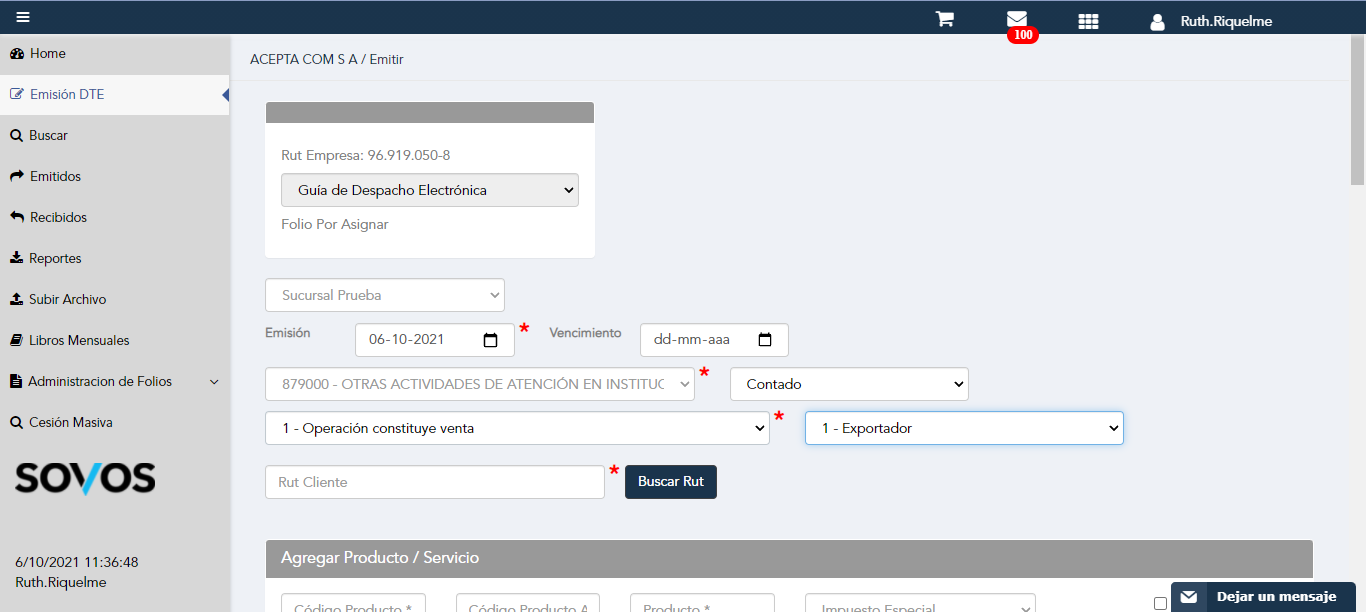 100
Ruth.Riquelme
Home
Emisión DTE
Buscar
Emitidos
Recibidos
Reportes
Subir Archivo
Libros Mensuales
Administracion de Folios
Cesión Masiva
SOVOS
6/10/2021 11:36:48
Ruth.Riquelme
ACEPTA COM S A / Emitir
Rut Empresa: 96.919.050-8
Guía de Despacho Electrónica
Folio Por Asignar
Sucursal Prueba
Emisión 06-10-2021 * Vencimiento dd-mm-aaa
879000 - OTRAS ACTIVIDADES DE ATENCIÓN EN INSTITUC * Contado
1 - Operación constituye venta * 1 - Exportador
Rut Cliente * Buscar Rut
Agregar Producto / Servicio
Código Producto * Código Producto A Producto * Impuesto Especial
Dejar un mensaje